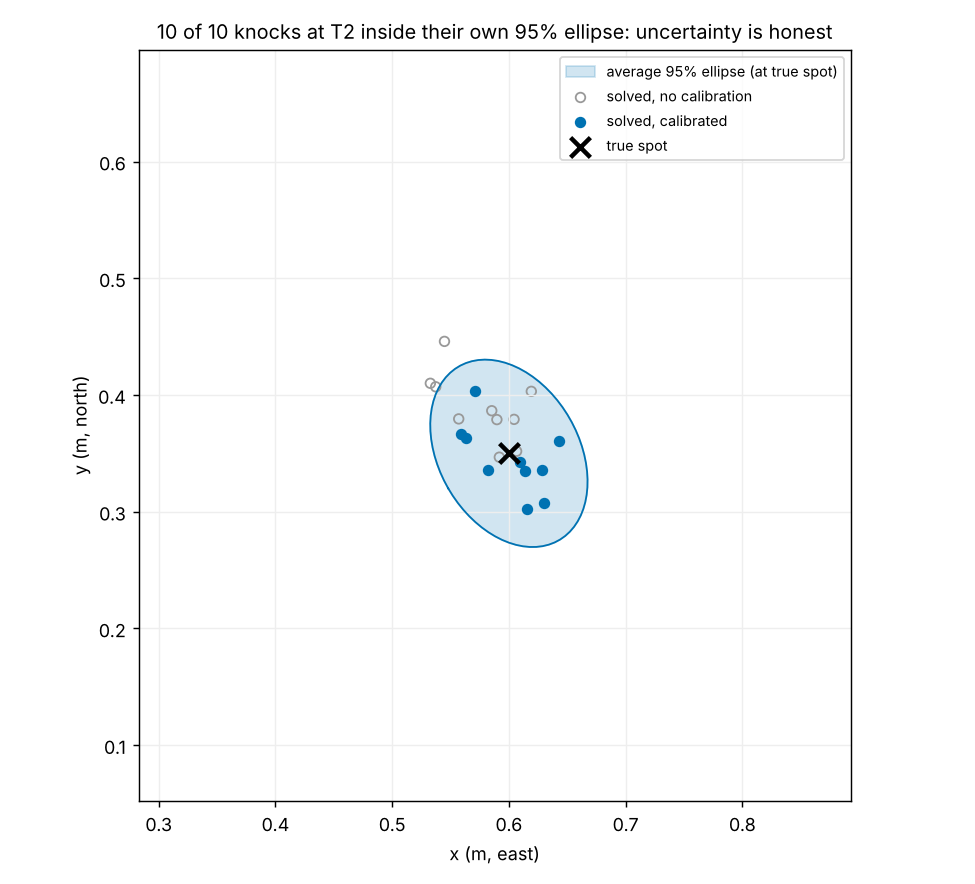 10 of 10 knocks at T2 inside their own 95% ellipse: uncertainty is honest
average 95% ellipse (at true spot)
solved, no calibration
solved, calibrated
true spot
y (m, north)
0.6
0.5
0.4
0.3
0.2
0.1
0.3 0.4 0.5 0.6 0.7 0.8
x (m, east)